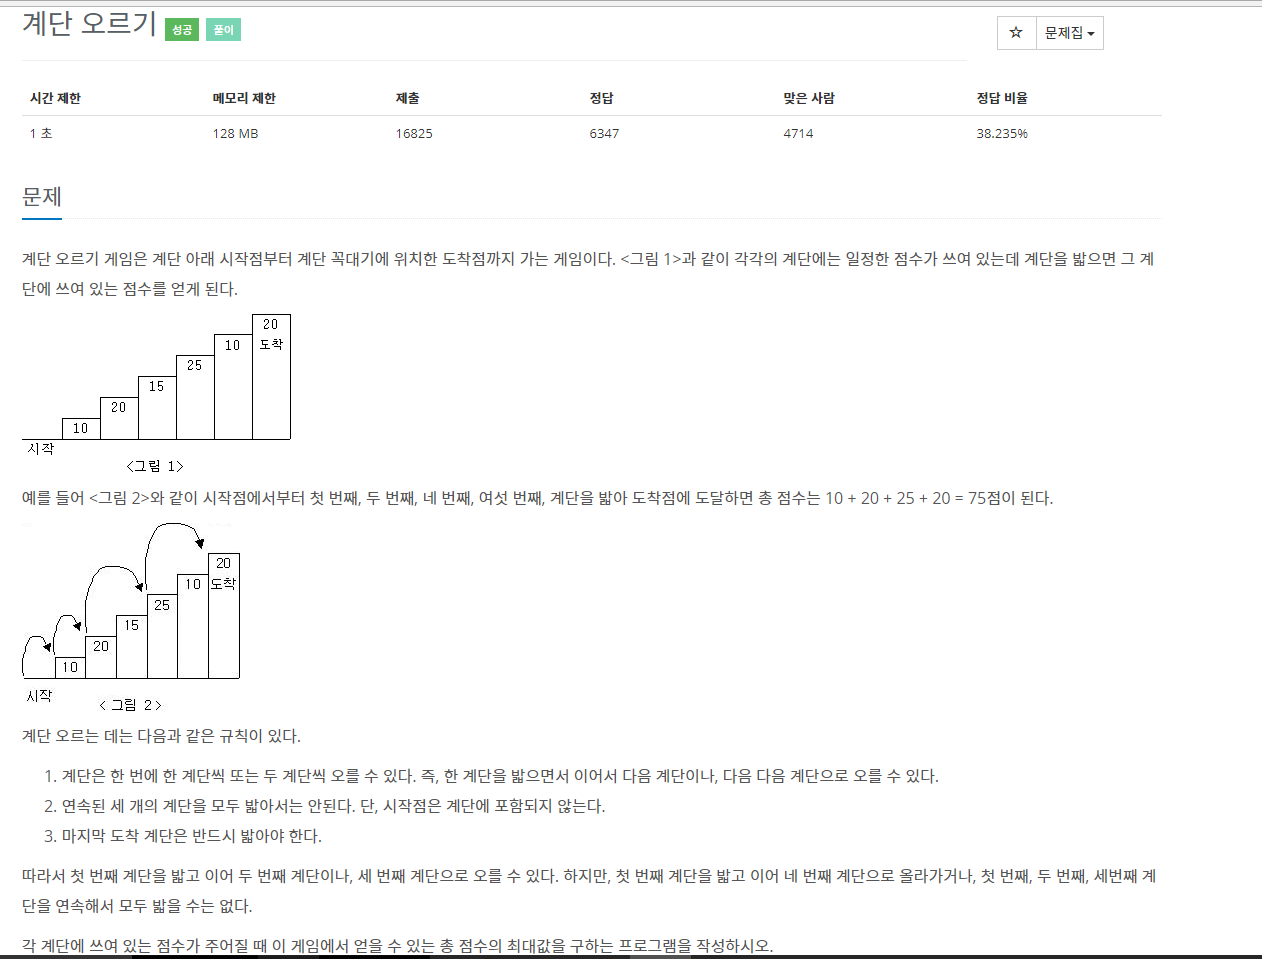 계단 오르기 성공 풀이
☆ 문제집
시간 제한 메모리 제한 제출 정답 맞은 사람 정답 비율
1 초 128 MB 16825 6347 4714 38.235%
문제
계단 오르기 게임은 계단 아래 시작점부터 계단 꼭대기에 위치한 도착점까지 가는 게임이다. <그림 1>과 같이 각각의 계단에는 일정한 점수가 쓰여 있는데 계단을 밟으면 그 계
단에 쓰여 있는 점수를 얻게 된다.
20
도착
10
25
15
20
10
시작
<그림 1>
예를 들어 <그림 2>와 같이 시작점에서부터 첫 번째, 두 번째, 네 번째, 여섯 번째, 계단을 밟아 도착점에 도달하면 총 점수는 10 + 20 + 25 + 20 = 75점이 된다.
20
도착
10
25
15
20
10
시작
< 그림 2>
계단 오르는 데는 다음과 같은 규칙이 있다.
1. 계단은 한 번에 한 계단씩 또는 두 계단씩 오를 수 있다. 즉, 한 계단을 밟으면서 이어서 다음 계단이나, 다음 다음 계단으로 오를 수 있다.
2. 연속된 세 개의 계단을 모두 밟아서는 안된다. 단, 시작점은 계단에 포함되지 않는다.
3. 마지막 도착 계단은 반드시 밟아야 한다.
따라서 첫 번째 계단을 밟고 이어 두 번째 계단이나, 세 번째 계단으로 오를 수 있다. 하지만, 첫 번째 계단을 밟고 이어 네 번째 계단으로 올라가거나, 첫 번째, 두 번째, 세번째 계
단을 연속해서 모두 밟을 수는 없다.
각 계단에 쓰여 있는 점수가 주어질 때 이 게임에서 얻을 수 있는 총 점수의 최대값을 구하는 프로그램을 작성하시오.